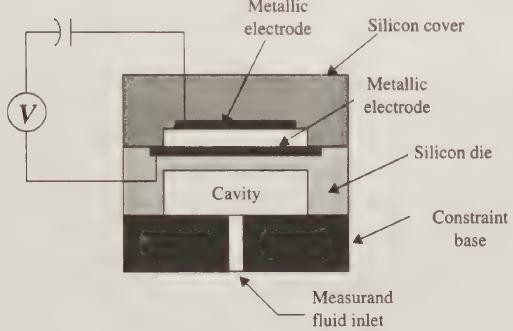 Metallic
electrode
Silicon cover
Metallic
electrode
V
Silicon die
Cavity
Constraint
base
Measurand
fluid inlet